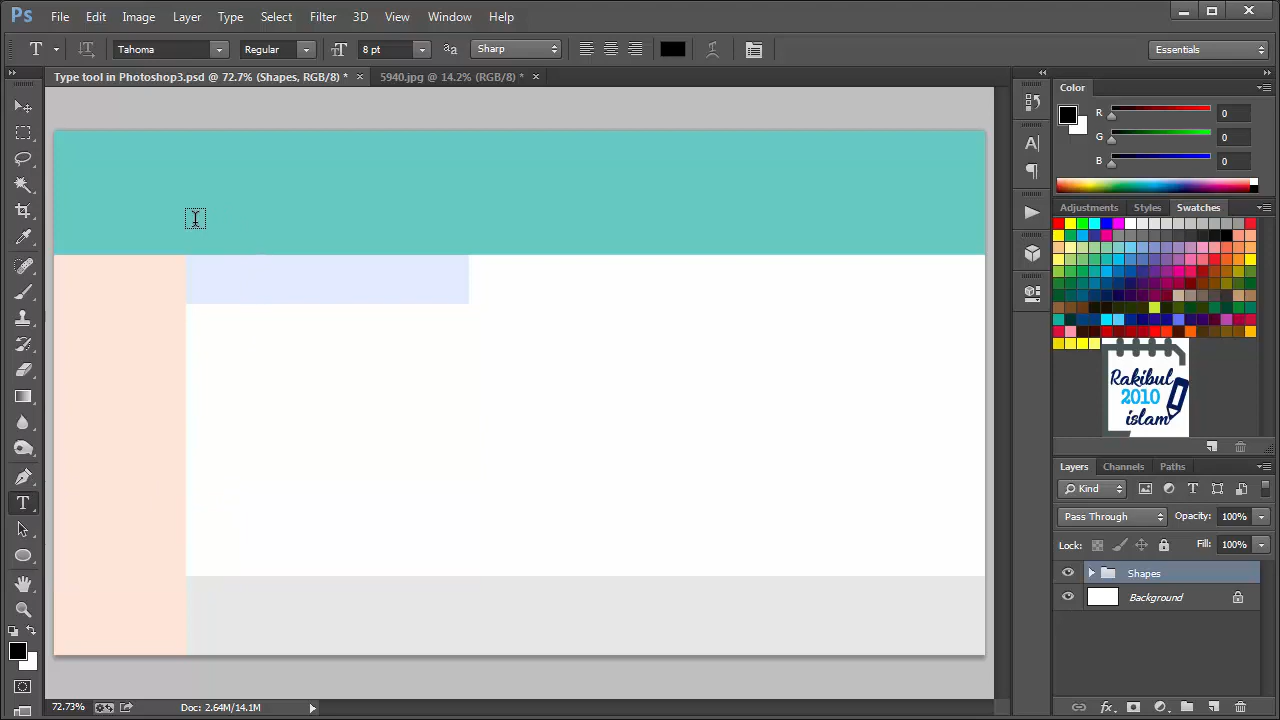 Ps File Edit Image Layer Type Select Filter 3D View Window Help
T Tahoma Regular 8 pt Sharp Essentials
Type tool in Photoshop3.psd @ 72.7% (Shapes, RGB/8) * × 5940.jpg @ 14.2% (RGB/8) * ×
Color
R 0
G 0
B 0
Adjustments Styles Swatches
Rakibul
2010
islam
Layers Channels Paths
Kind
Pass Through Opacity: 100%
Lock: Fill: 100%
Shapes
Background
72.73% Doc: 2.64M/14.1M